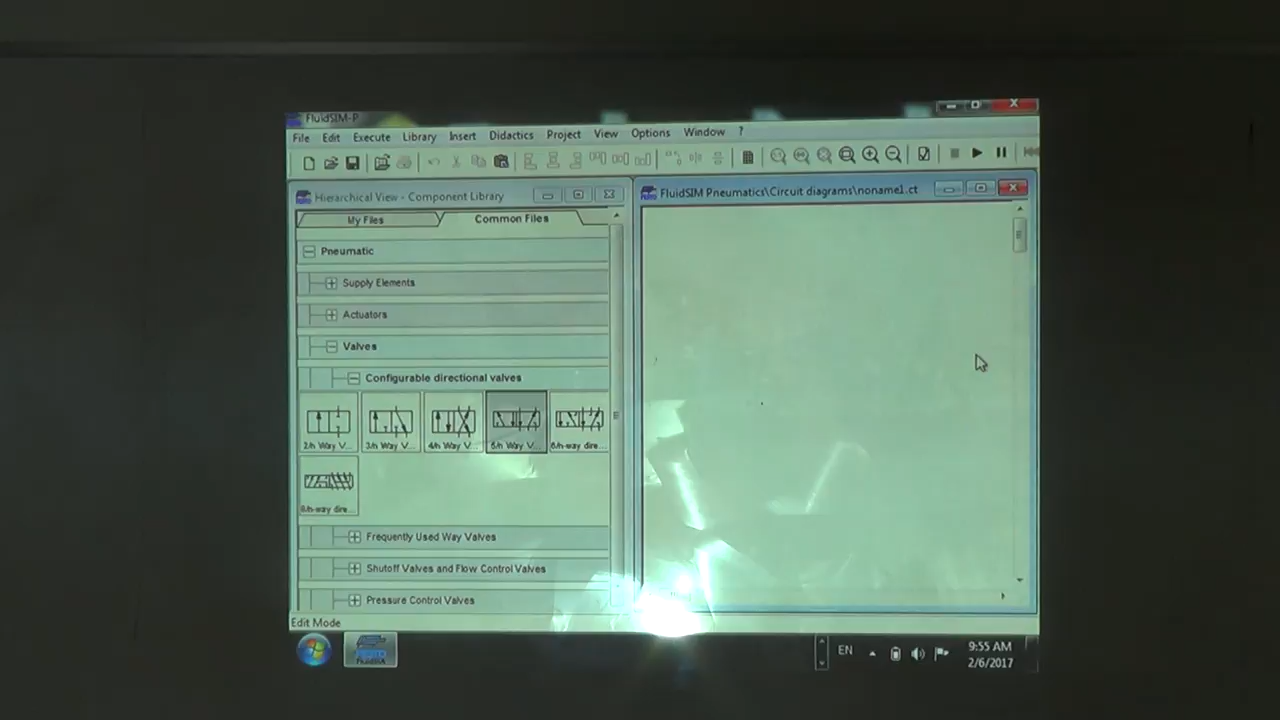 FluidSIM-P
File Edit Execute Library Insert Didactics Project View Options Window ?
Hierarchical View - Component Library
FluidSIM Pneumatics\Circuit diagrams\noname1.ct
My Files Common Files
Pneumatic
Supply Elements
Actuators
Valves
Configurable directional valves
2/n Way V... 3/n Way V... 4/n Way V... 5/n Way V... 6/n-way dire...
8/n-way dire...
Frequently Used Way Valves
Shutoff Valves and Flow Control Valves
Pressure Control Valves
Edit Mode
EN
9:55 AM
2/6/2017